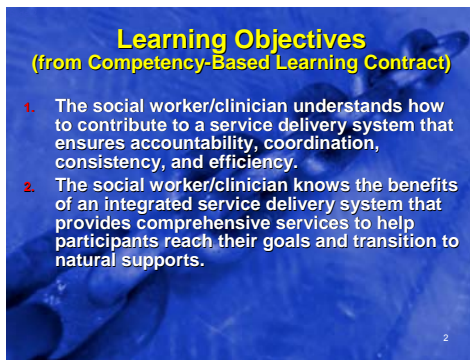 Learning Objectives
(from Competency-Based Learning Contract)
1. The social worker/clinician understands how
to contribute to a service delivery system that
ensures accountability, coordination,
consistency, and efficiency.
2. The social worker/clinician knows the benefits
of an integrated service delivery system that
provides comprehensive services to help
participants reach their goals and transition to
natural supports.
2